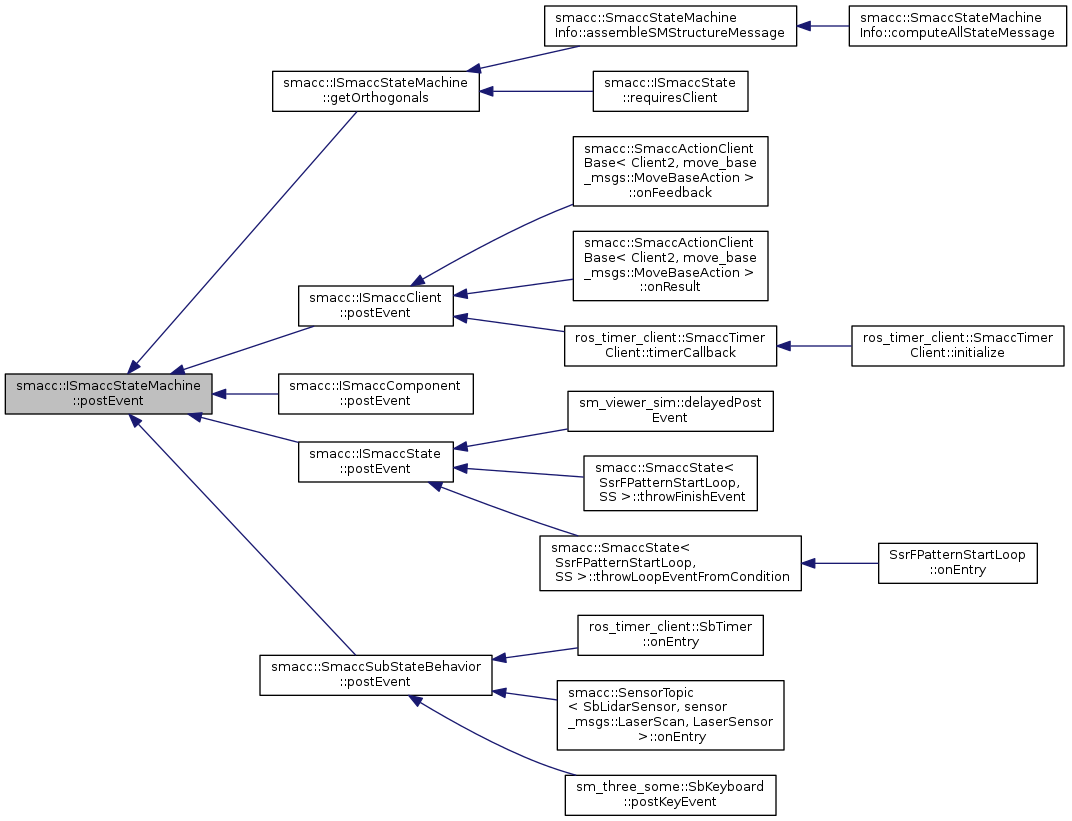 smacc::SmaccStateMachine
Info::assembleSMStructureMessage
smacc::SmaccStateMachine
Info::computeAllStateMessage
smacc::ISmaccStateMachine
::getOrthogonals
smacc::ISmaccState
::requiresClient
smacc::SmaccActionClient
Base< Client2, move_base
_msgs::MoveBaseAction >
::onFeedback
smacc::SmaccActionClient
Base< Client2, move_base
_msgs::MoveBaseAction >
::onResult
smacc::ISmaccClient
::postEvent
ros_timer_client::SmaccTimer
Client::timerCallback
ros_timer_client::SmaccTimer
Client::initialize
smacc::ISmaccStateMachine
::postEvent
smacc::ISmaccComponent
::postEvent
sm_viewer_sim::delayedPost
Event
smacc::ISmaccState
::postEvent
smacc::SmaccState<
SsrFPatternStartLoop,
SS >::throwFinishEvent
smacc::SmaccState<
SsrFPatternStartLoop,
SS >::throwLoopEventFromCondition
SsrFPatternStartLoop
::onEntry
ros_timer_client::SbTimer
::onEntry
smacc::SmaccSubStateBehavior
::postEvent
smacc::SensorTopic
< SbLidarSensor, sensor
_msgs::LaserScan, LaserSensor
>::onEntry
sm_three_some::SbKeyboard
::postKeyEvent